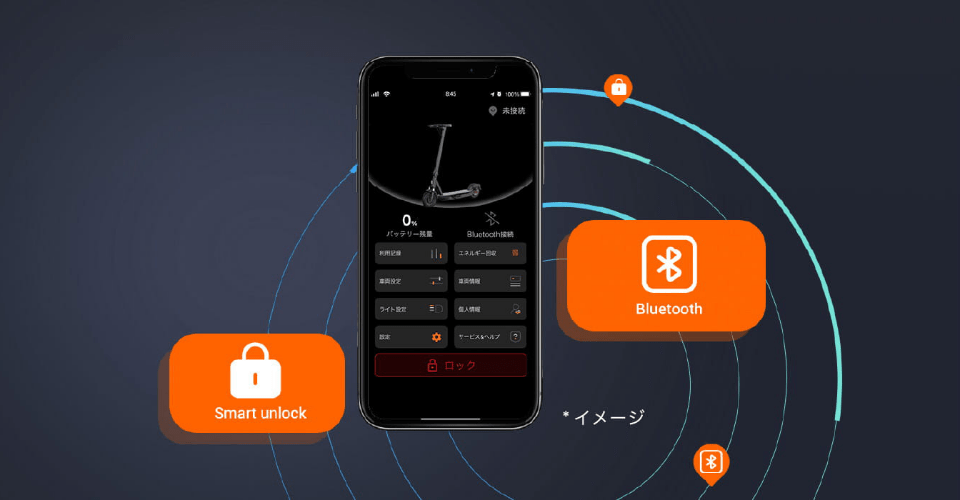 8:45
100%
未接続
0%
バッテリー残量
Bluetooth接続
利用記録
エネルギー回収
車両設定
車両情報
ライト設定
個人情報
設定
サービス&ヘルプ
ロック
Bluetooth
Smart unlock
*イメージ